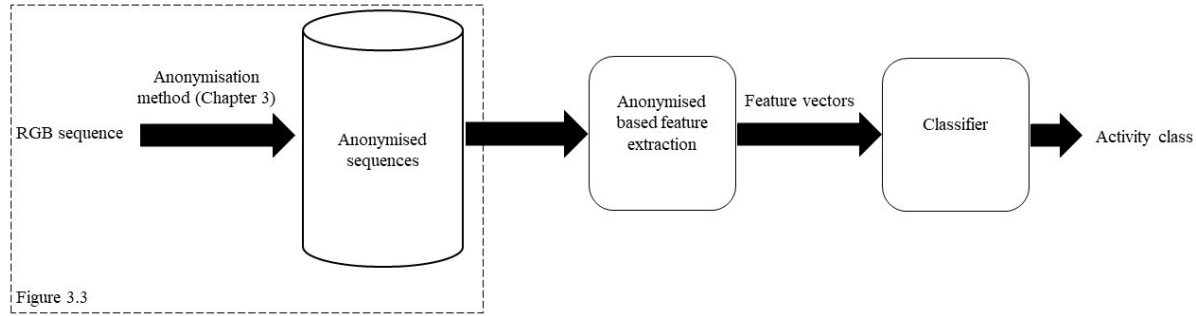 RGB sequence
Anonymisation
method (Chapter 3)
Anonymised
sequences
Anonymised
based feature
extraction
Feature vectors
Classifier
Activity class
Figure 3.3